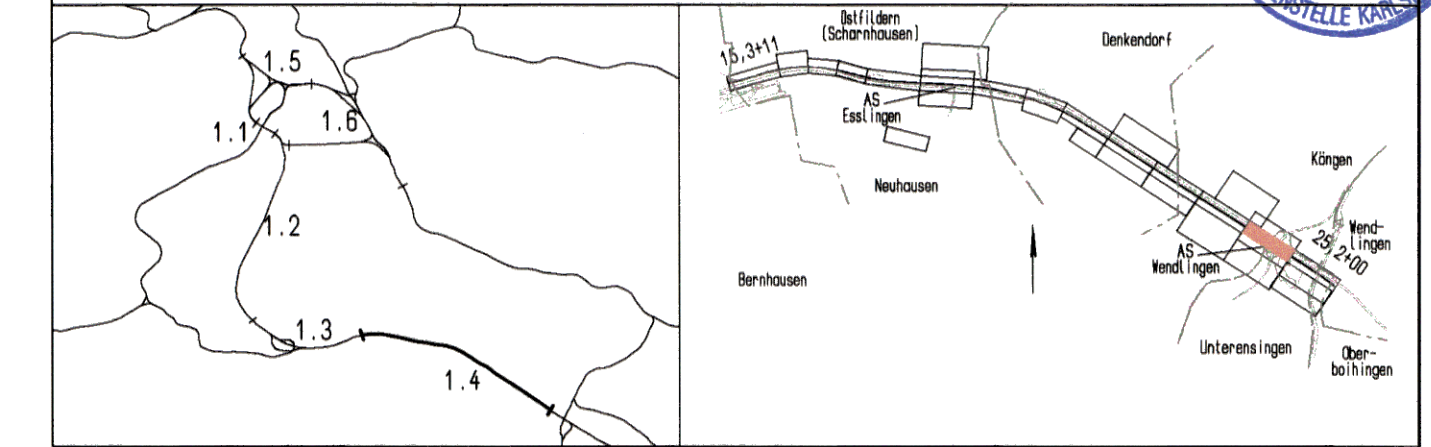 1.5
1.1
1.6
1.2
1.3
1.4
15,3+11
Ostfildern
(Scharnhausen)
Denkendorf
AS
Esslingen
Neuhausen
Köngen
Wend-
lingen
25,2+00
AS
Wendlingen
Bernhausen
Unterensingen
Ober-
boihingen